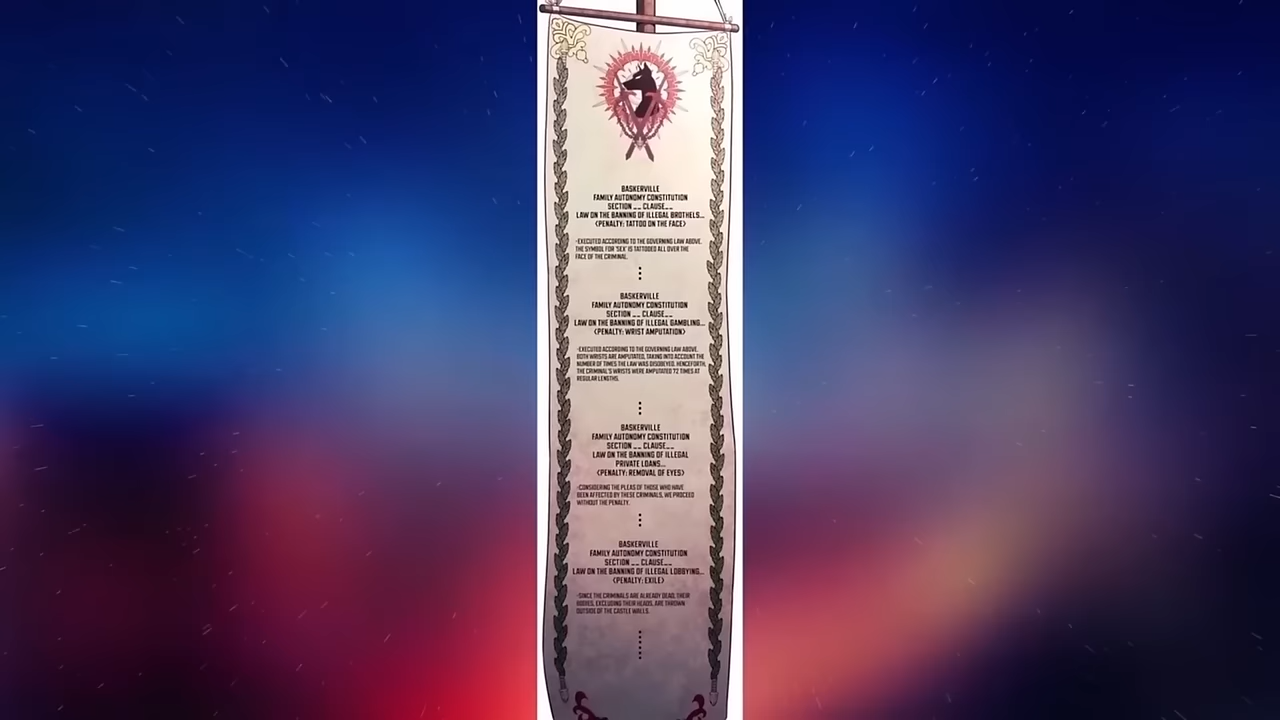 BASKERVILLE
FAMILY AUTONOMY CONSTITUTION
SECTION __ CLAUSE__
LAW ON THE BANNING OF ILLEGAL BROTHELS...
<PENALTY: TATTOO ON THE FACE>
-EXECUTED ACCORDING TO THE GOVERNING LAW ABOVE.
THE SYMBOL FOR 'SEX' IS TATTOOED ALL OVER THE
FACE OF THE CRIMINAL.
BASKERVILLE
FAMILY AUTONOMY CONSTITUTION
SECTION __ CLAUSE__
LAW ON THE BANNING OF ILLEGAL GAMBLING...
<PENALTY: WRIST AMPUTATION>
-EXECUTED ACCORDING TO THE GOVERNING LAW ABOVE.
BOTH WRISTS ARE AMPUTATED, TAKING INTO ACCOUNT THE
NUMBER OF TIMES THE LAW WAS DISOBEYED. HENCEFORTH,
THE CRIMINAL'S WRISTS WERE AMPUTATED 72 TIMES AT
REGULAR LENGTHS.
BASKERVILLE
FAMILY AUTONOMY CONSTITUTION
SECTION __ CLAUSE__
LAW ON THE BANNING OF ILLEGAL
PRIVATE LOANS...
<PENALTY: REMOVAL OF EYES>
-CONSIDERING THE PLEAS OF THOSE WHO HAVE
BEEN AFFECTED BY THESE CRIMINALS, WE PROCEED
WITHOUT THE PENALTY.
BASKERVILLE
FAMILY AUTONOMY CONSTITUTION
SECTION __ CLAUSE__
LAW ON THE BANNING OF ILLEGAL LOBBYING...
<PENALTY: EXILE>
-SINCE THE CRIMINALS ARE ALREADY DEAD, THEIR
BODIES, EXCLUDING THEIR HEADS, ARE THROWN
OUTSIDE OF THE CASTLE WALLS.